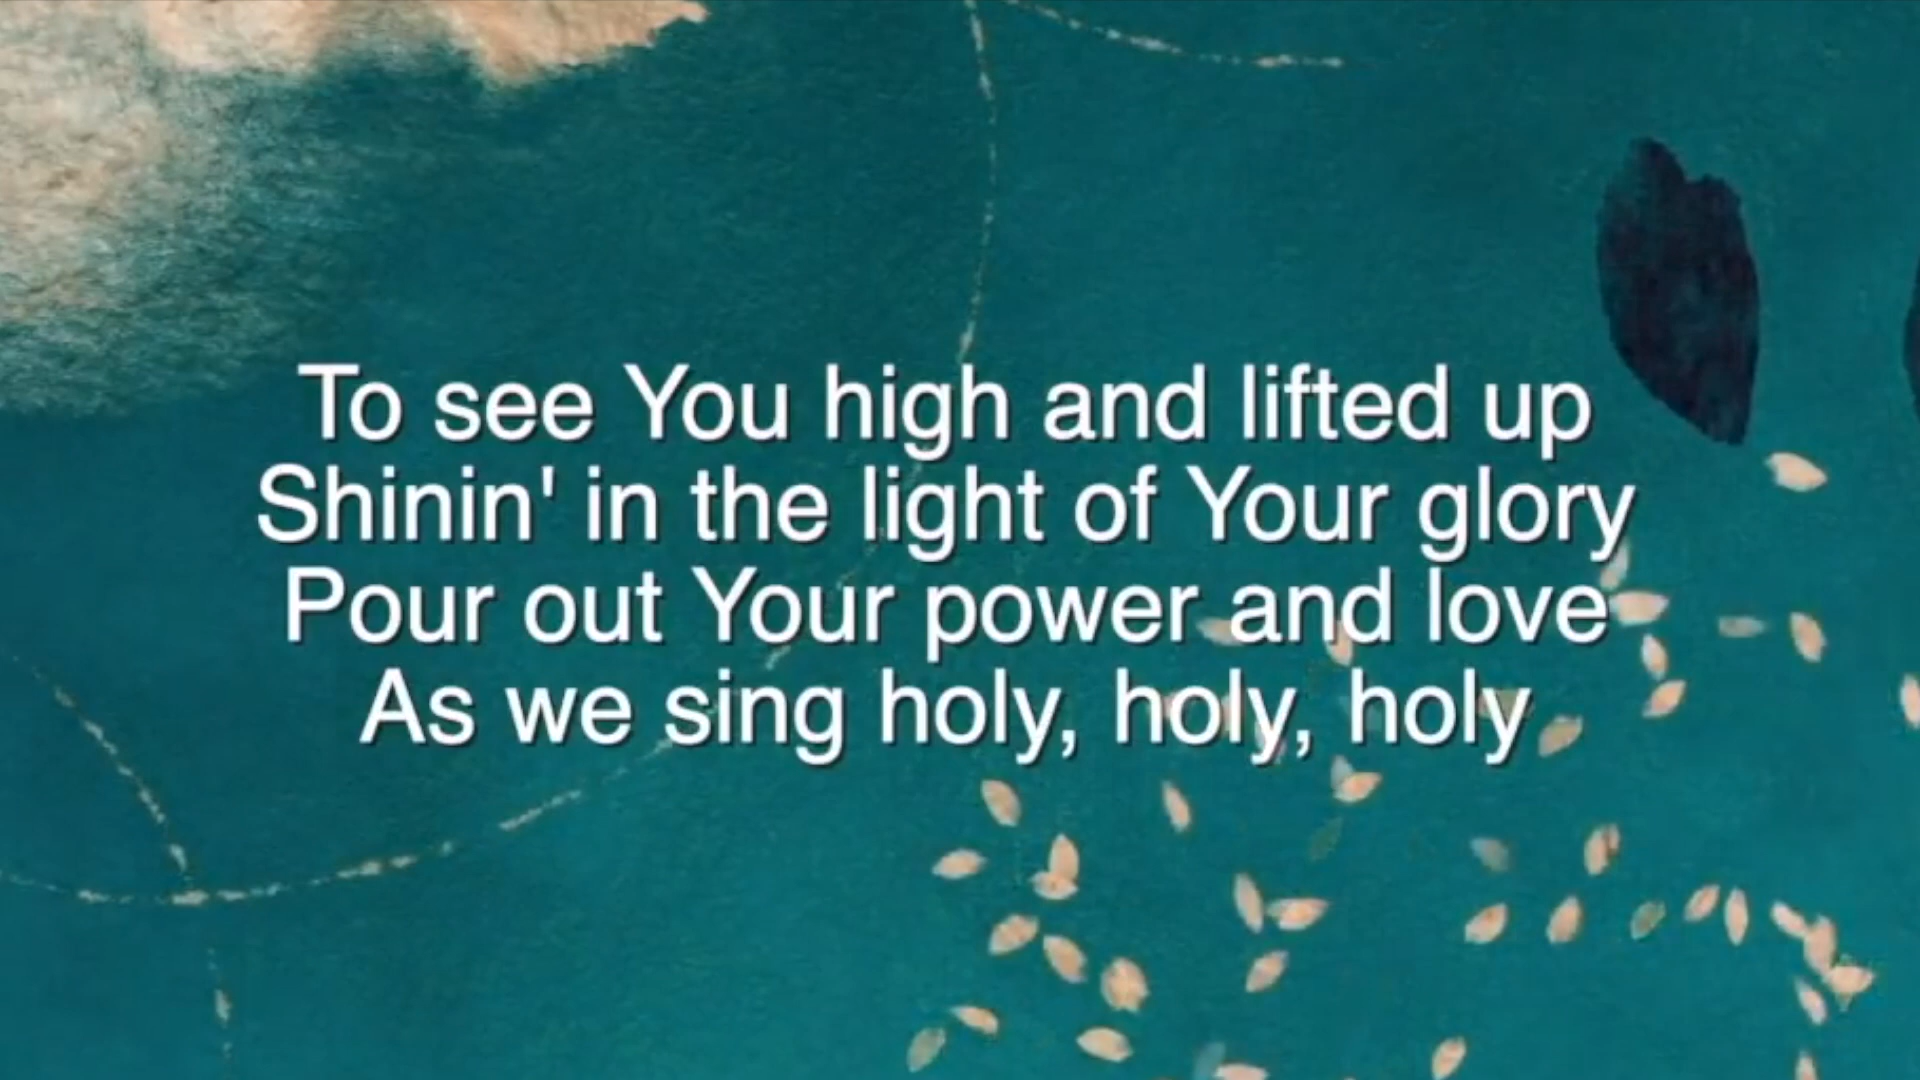 To see You high and lifted up
Shinin' in the light of Your glory
Pour out Your power and love
As we sing holy, holy, holy